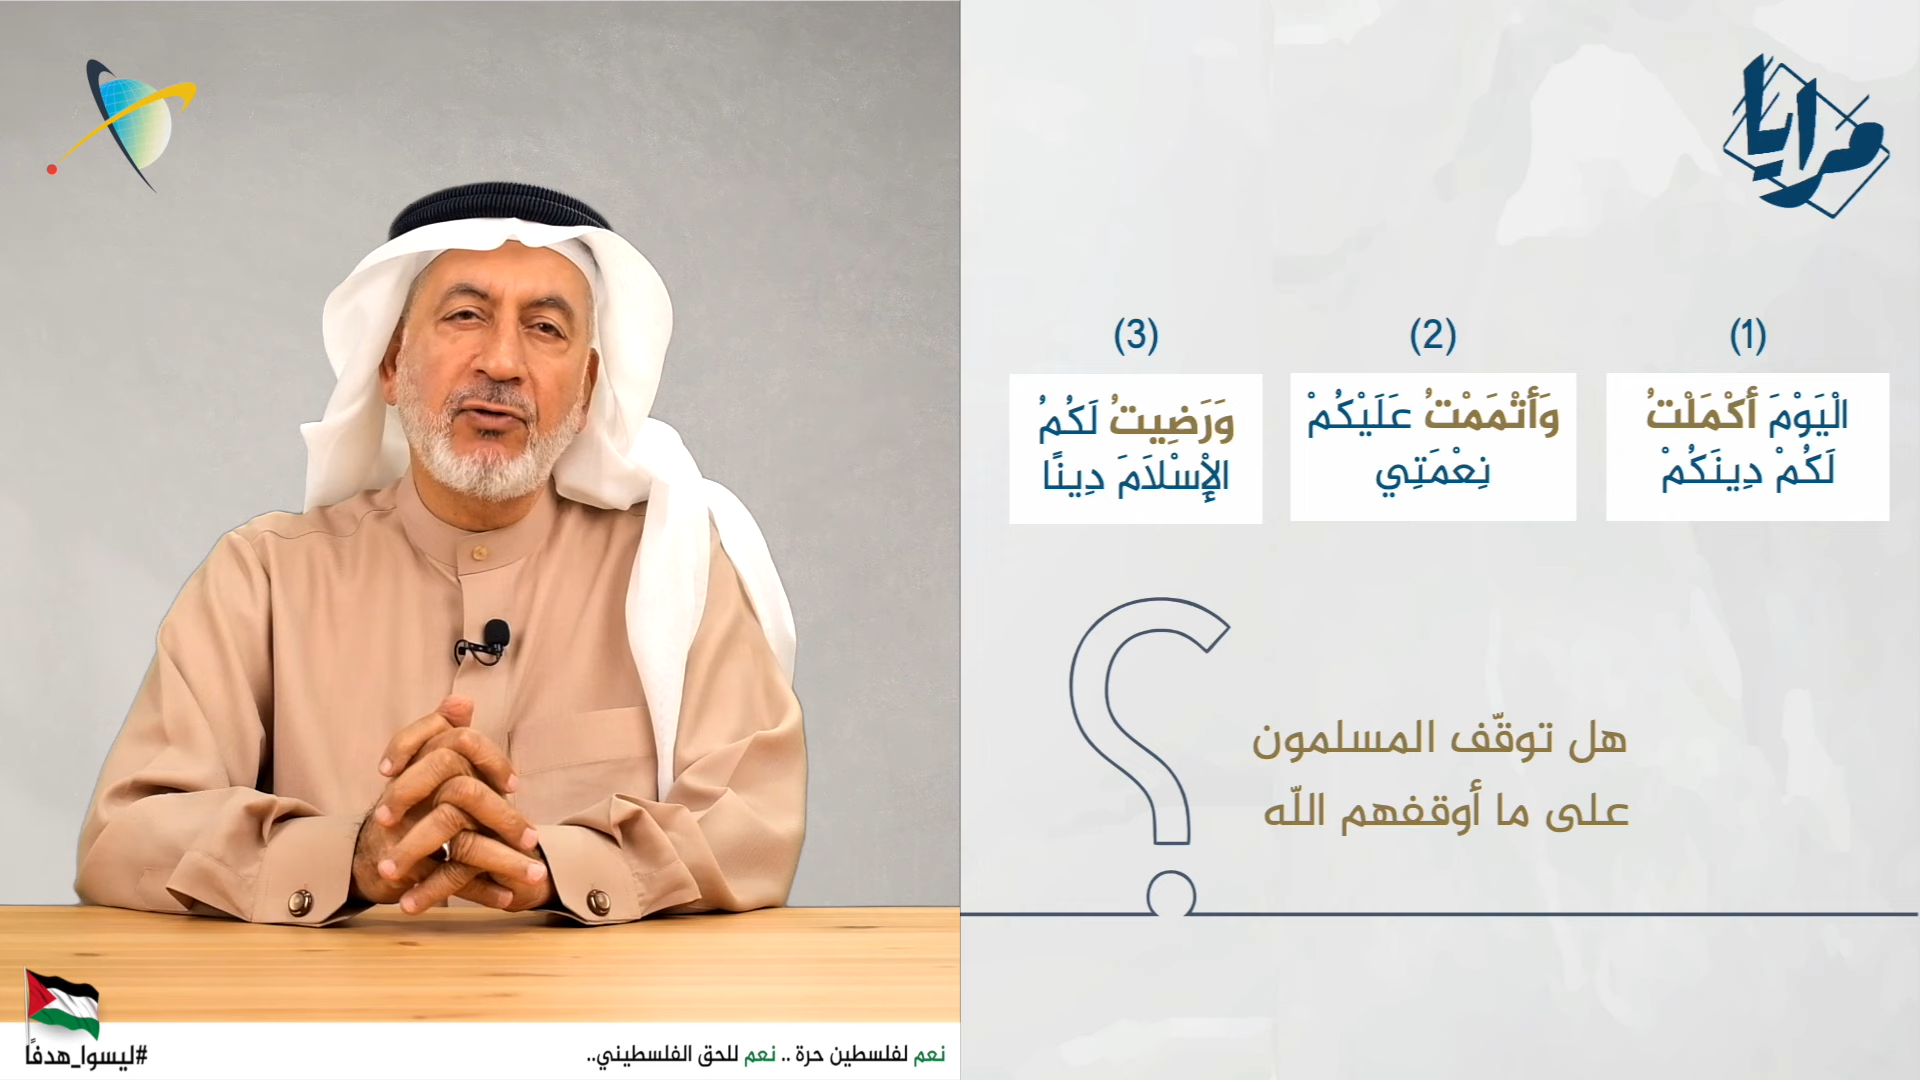 مرايا
(1)
الْيَوْمَ أَكْمَلْتُ
لَكُمْ دِينَكُمْ
(2)
وَأَتْمَمْتُ عَلَيْكُمْ
نِعْمَتِي
(3)
وَرَضِيتُ لَكُمُ
الإِسْلَامَ دِينًا
هل توقّف المسلمون
على ما أوقفهم اللّه
؟
نعم لفلسطين حرة .. نعم للحق الفلسطيني..
#ليسوا_هدفًا